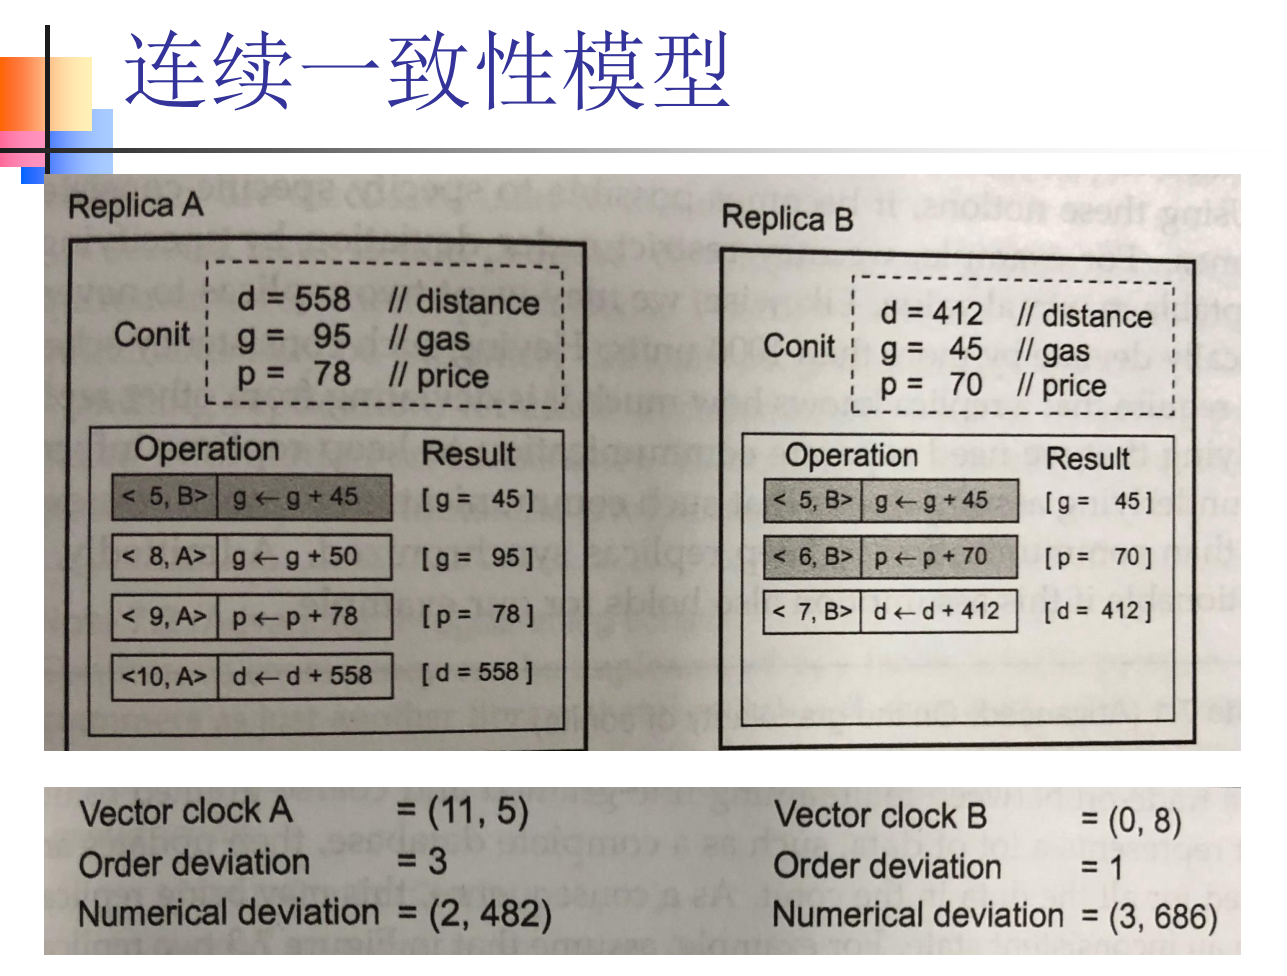 连续一致性模型
Replica A
Conit
d = 558 // distance
g = 95 // gas
p = 78 // price
Operation Result
< 5, B> g ← g + 45 [ g = 45 ]
< 8, A> g ← g + 50 [ g = 95 ]
< 9, A> p ← p + 78 [ p = 78 ]
<10, A> d ← d + 558 [ d = 558 ]
Replica B
Conit
d = 412 // distance
g = 45 // gas
p = 70 // price
Operation Result
< 5, B> g ← g + 45 [ g = 45 ]
< 6, B> p ← p + 70 [ p = 70 ]
< 7, B> d ← d + 412 [ d = 412 ]
Vector clock A = (11, 5)
Order deviation = 3
Numerical deviation = (2, 482)
Vector clock B = (0, 8)
Order deviation = 1
Numerical deviation = (3, 686)